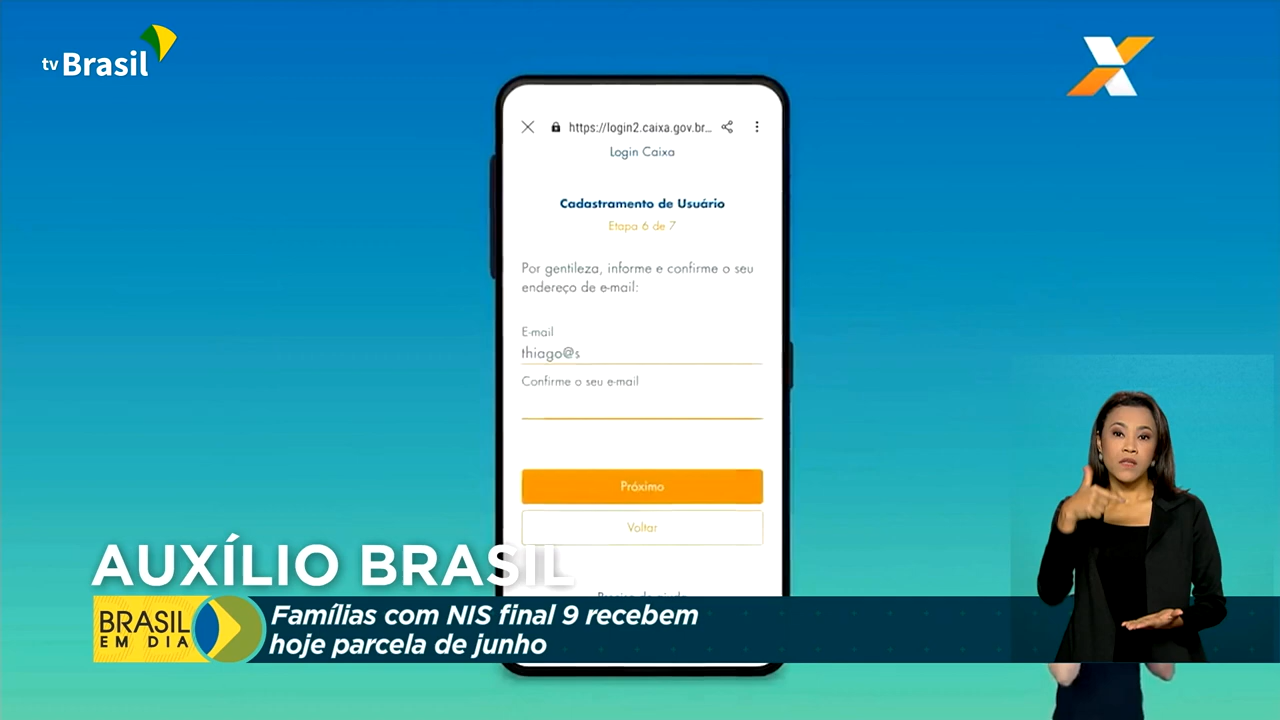 tv Brasil
https://login2.caixa.gov.br...
Login Caixa
Cadastramento de Usuário
Etapa 6 de 7
Por gentileza, informe e confirme o seu
endereço de e-mail:
E-mail
thiago@s
Confirme o seu e-mail
Próximo
Voltar
AUXÍLIO BRASIL
BRASIL
EM DIA
Famílias com NIS final 9 recebem
hoje parcela de junho